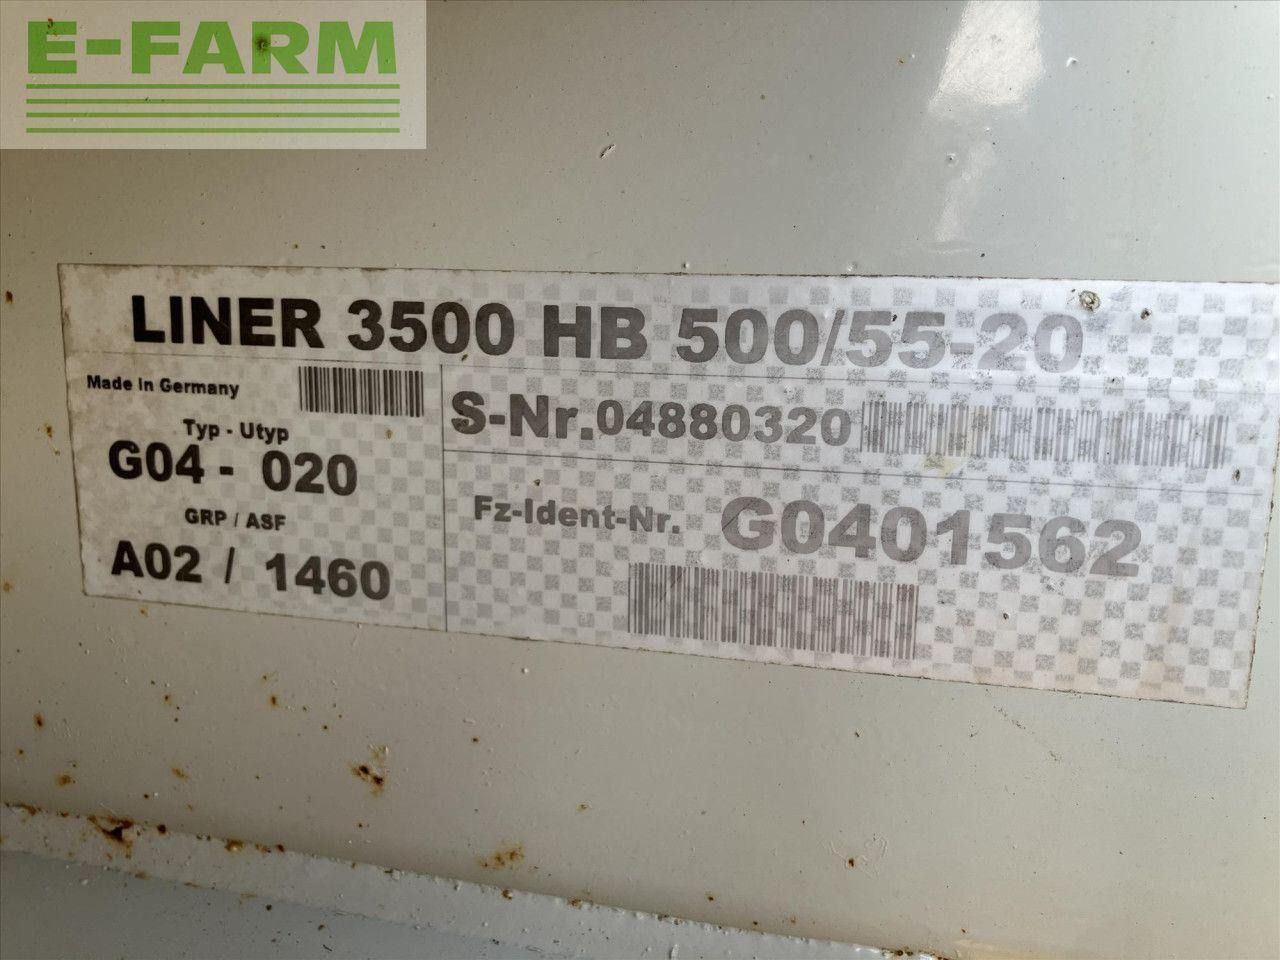 E-FARM
LINER 3500 HB 500/55-20
Made In Germany
Typ - Utyp
G04 - 020
GRP / ASF
A02 / 1460
S-Nr.04880320
Fz-Ident-Nr. G0401562